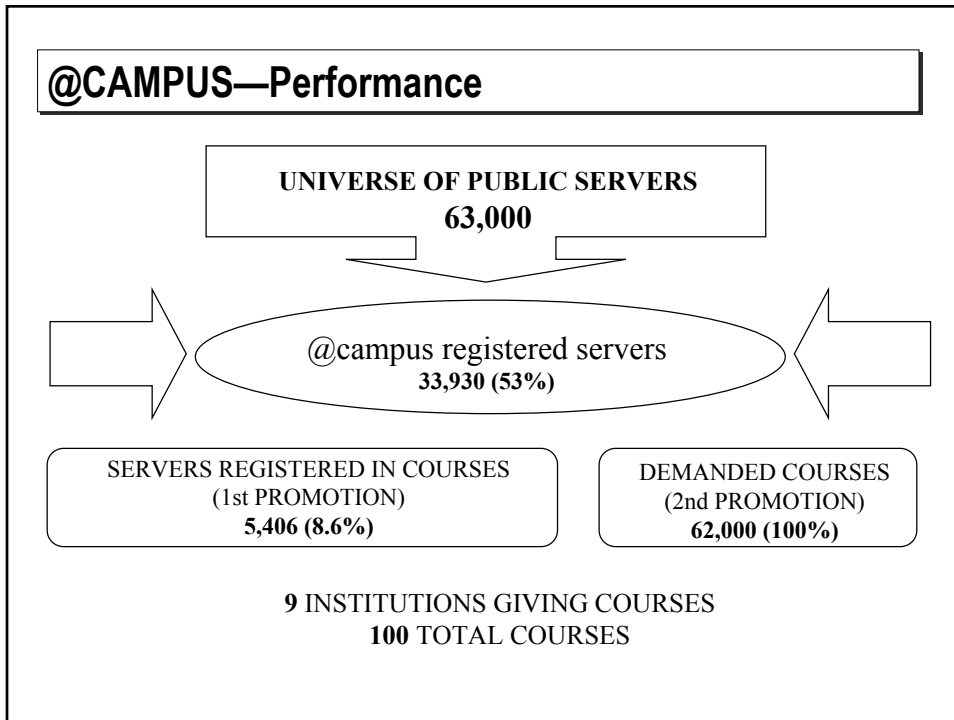 @CAMPUS—Performance
UNIVERSE OF PUBLIC SERVERS
63,000
@campus registered servers
33,930 (53%)
SERVERS REGISTERED IN COURSES
(1st PROMOTION)
5,406 (8.6%)
DEMANDED COURSES
(2nd PROMOTION)
62,000 (100%)
9 INSTITUTIONS GIVING COURSES
100 TOTAL COURSES